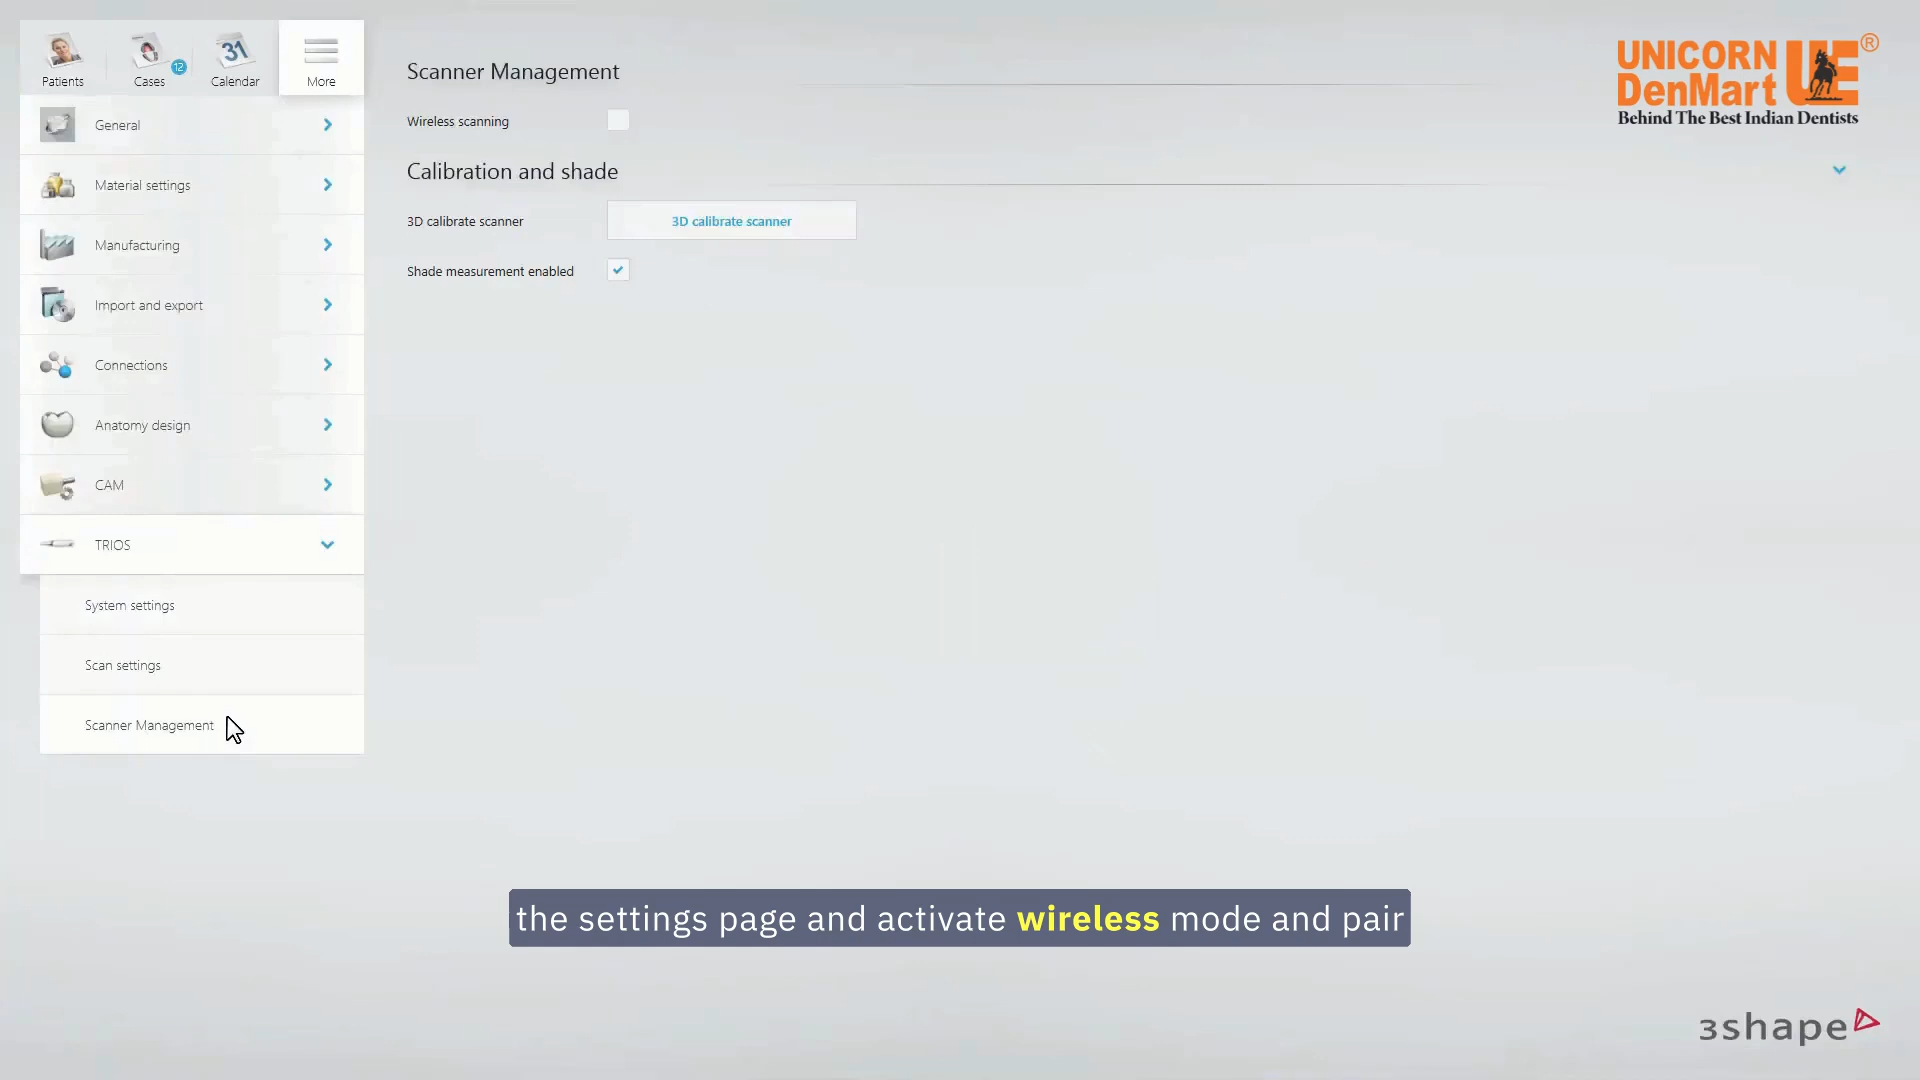 Patients
Cases
12
31
Calendar
More
General
Material settings
Manufacturing
Import and export
Connections
Anatomy design
CAM
TRIOS
System settings
Scan settings
Scanner Management
Scanner Management
Wireless scanning
Calibration and shade
3D calibrate scanner
3D calibrate scanner
Shade measurement enabled
UNICORN
DenMart UE®
Behind The Best Indian Dentists
the settings page and activate wireless mode and pair
3shape